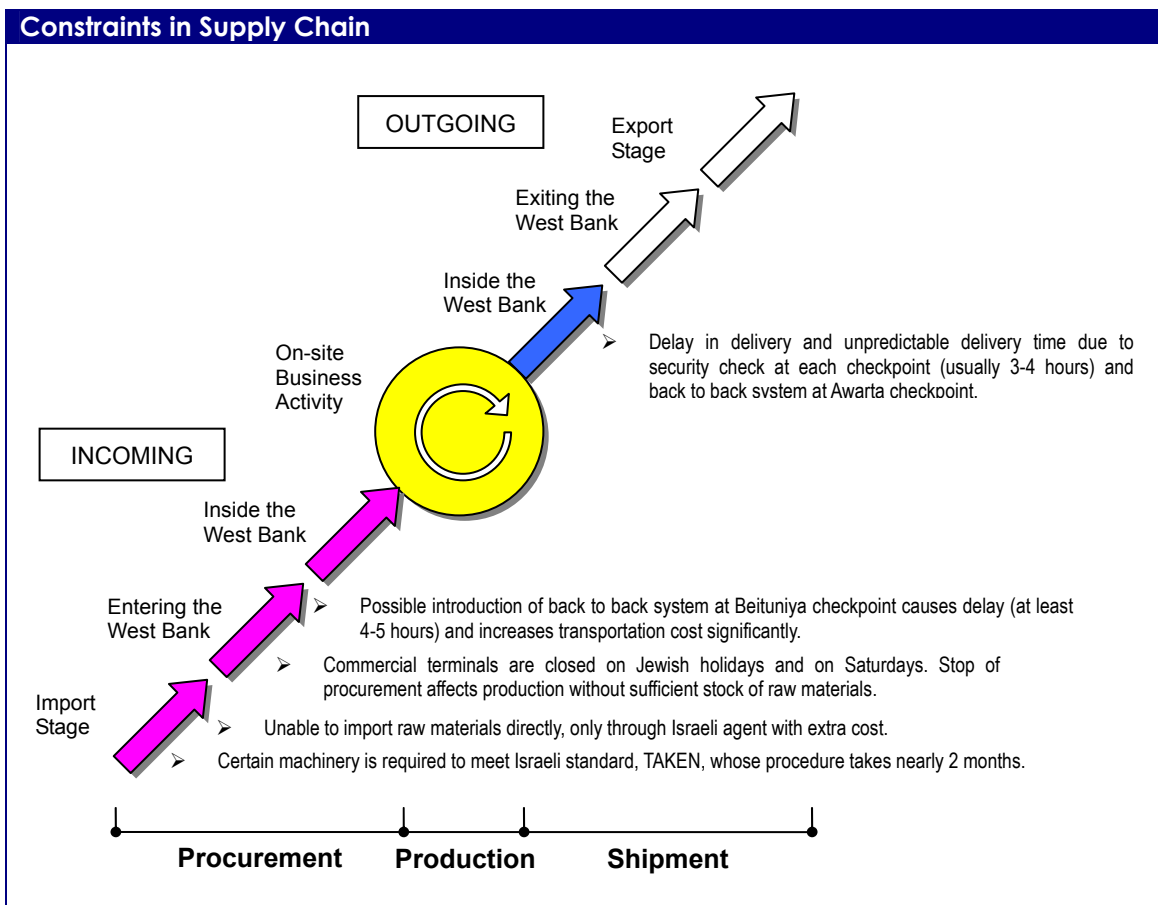 Constraints in Supply Chain
OUTGOING
Export
Stage
Exiting the
West Bank
Inside the
West Bank
➢ Delay in delivery and unpredictable delivery time due to
security check at each checkpoint (usually 3-4 hours) and
back to back system at Awarta checkpoint.
On-site
Business
Activity
INCOMING
Inside the
West Bank
Entering the
West Bank
➢ Possible introduction of back to back system at Beituniya checkpoint causes delay (at least
4-5 hours) and increases transportation cost significantly.
➢ Commercial terminals are closed on Jewish holidays and on Saturdays. Stop of
procurement affects production without sufficient stock of raw materials.
Import
Stage
➢ Unable to import raw materials directly, only through Israeli agent with extra cost.
➢ Certain machinery is required to meet Israeli standard, TAKEN, whose procedure takes nearly 2 months.
Procurement Production Shipment